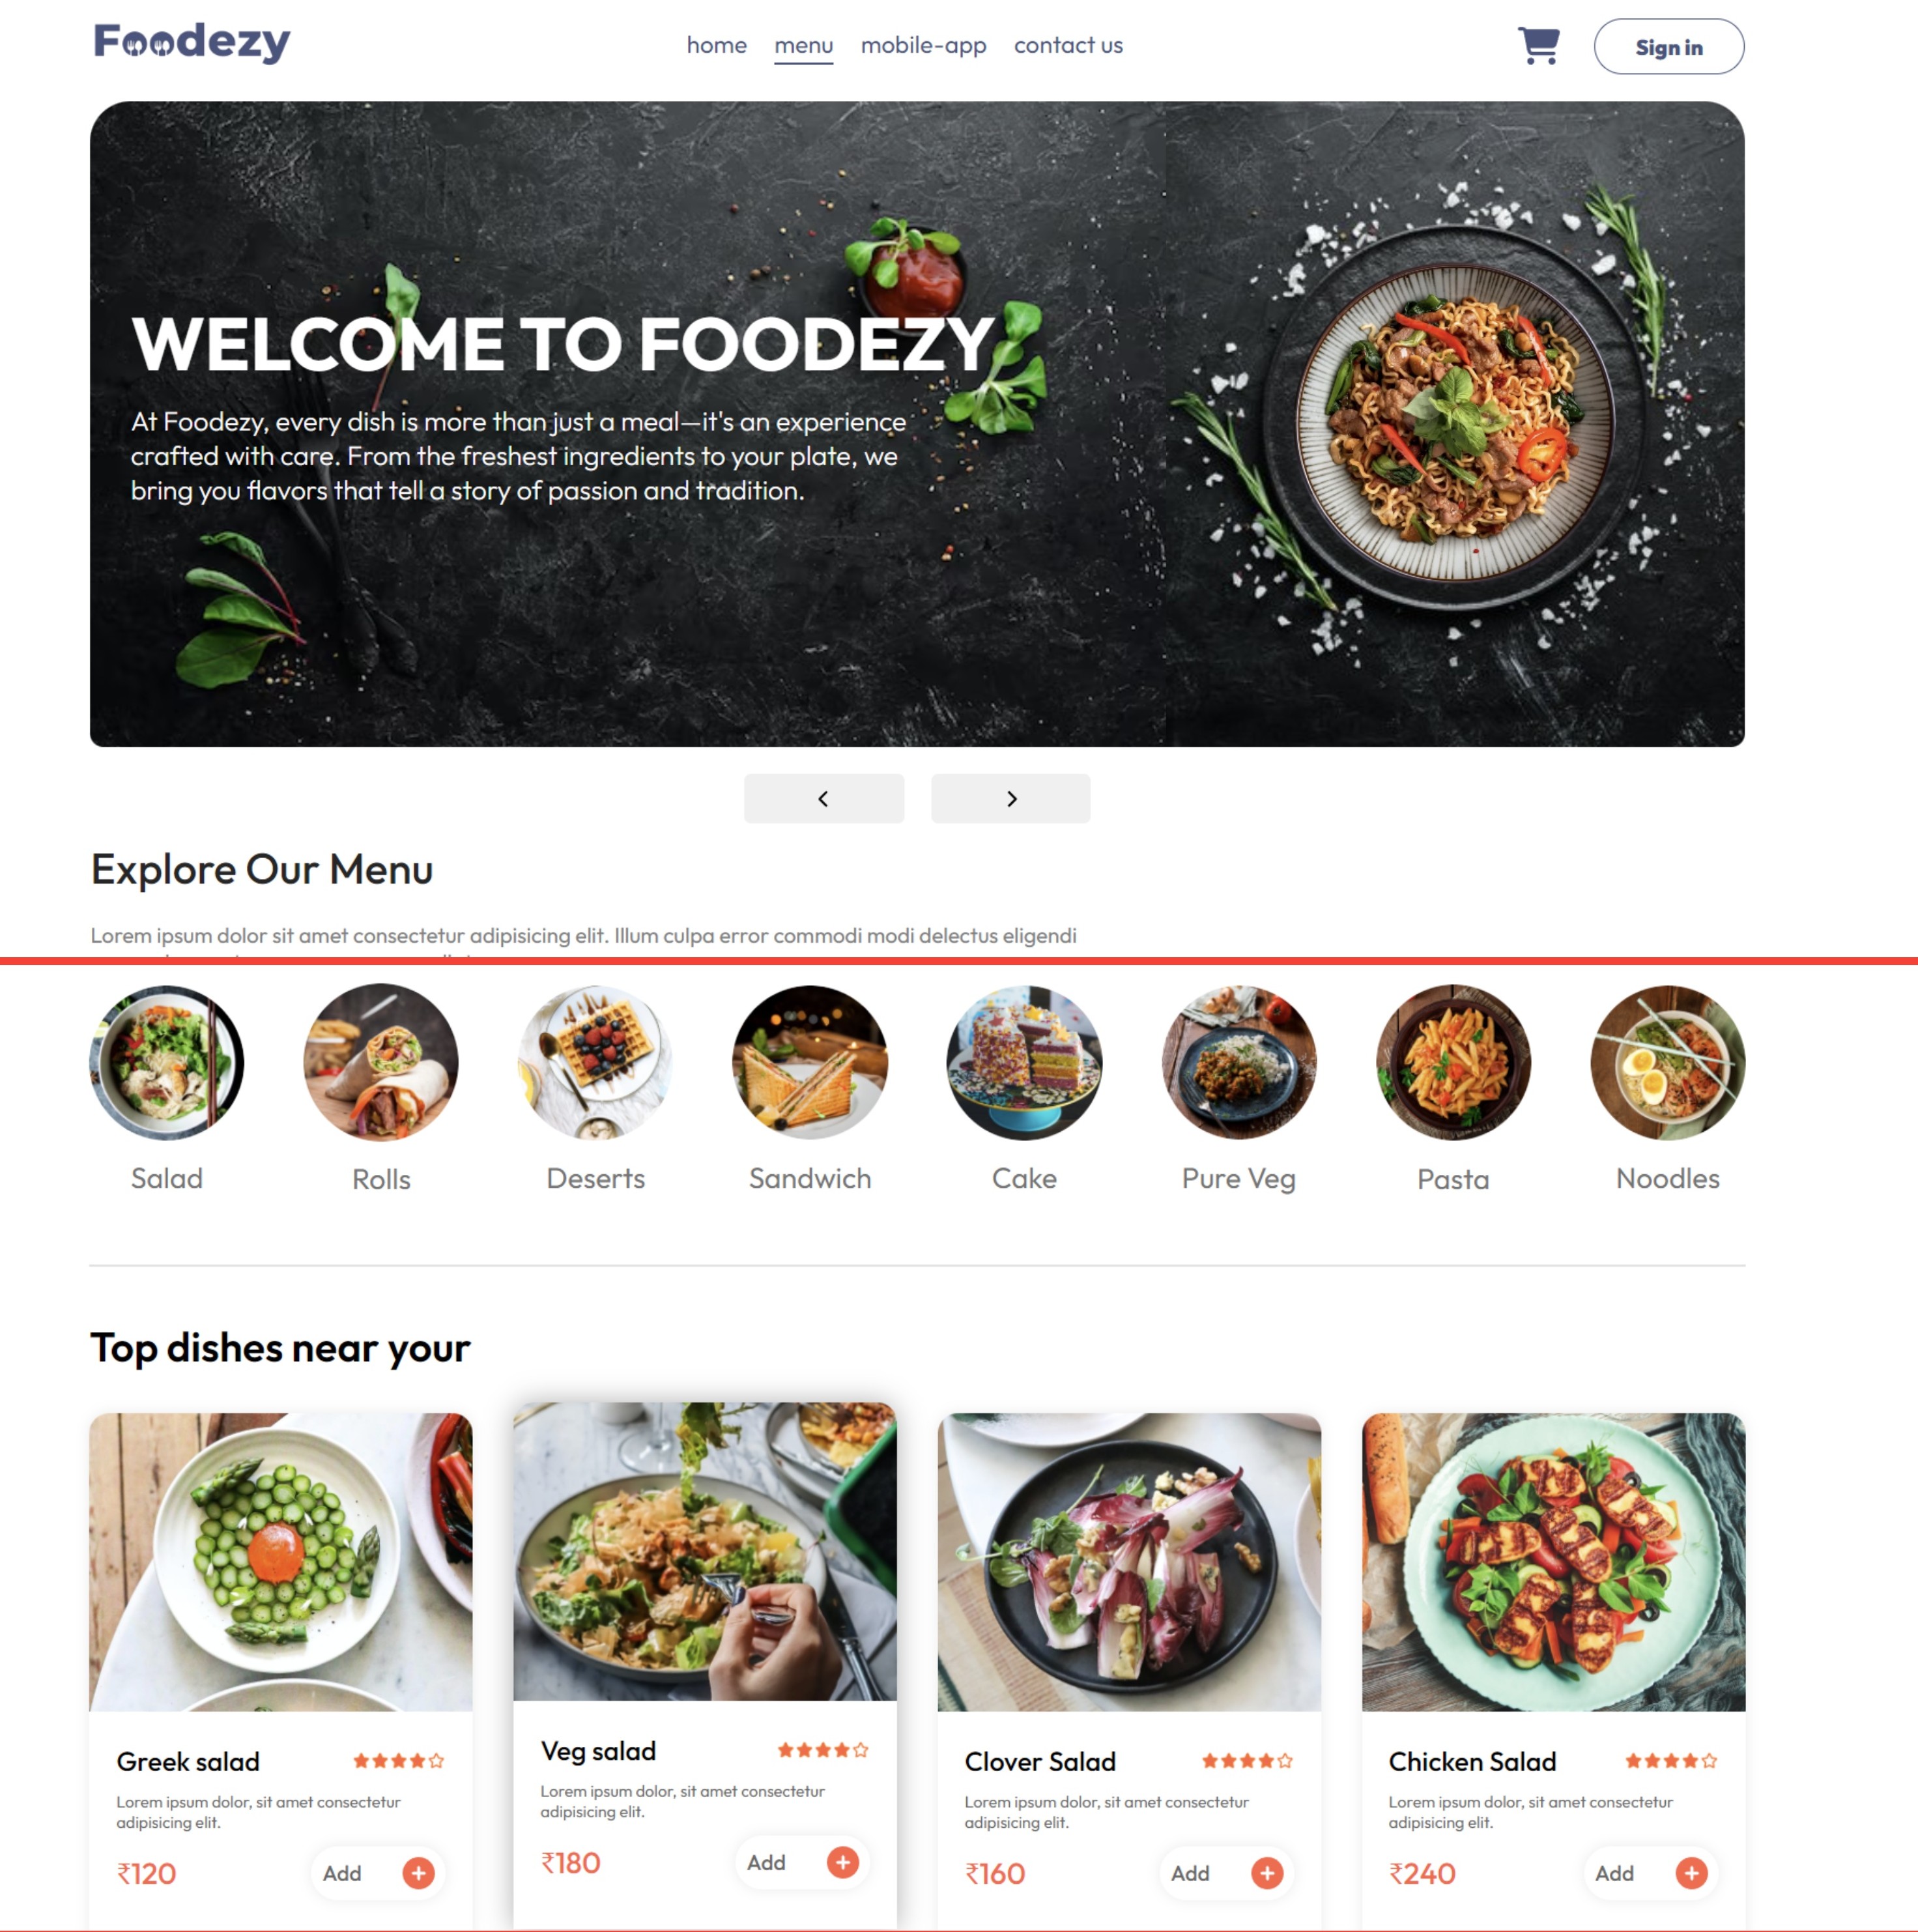 Foodezy
home menu mobile-app contact us
Sign in
WELCOME TO FOODEZY
At Foodezy, every dish is more than just a meal—it's an experience
crafted with care. From the freshest ingredients to your plate, we
bring you flavors that tell a story of passion and tradition.
Explore Our Menu
Lorem ipsum dolor sit amet consectetur adipisicing elit. Illum culpa error commodi modi delectus eligendi
Salad Rolls Deserts Sandwich Cake Pure Veg Pasta Noodles
Top dishes near your
Greek salad
Lorem ipsum dolor, sit amet consectetur
adipisicing elit.
₹120 Add
Veg salad
Lorem ipsum dolor, sit amet consectetur
adipisicing elit.
₹180 Add
Clover Salad
Lorem ipsum dolor, sit amet consectetur
adipisicing elit.
₹160 Add
Chicken Salad
Lorem ipsum dolor, sit amet consectetur
adipisicing elit.
₹240 Add